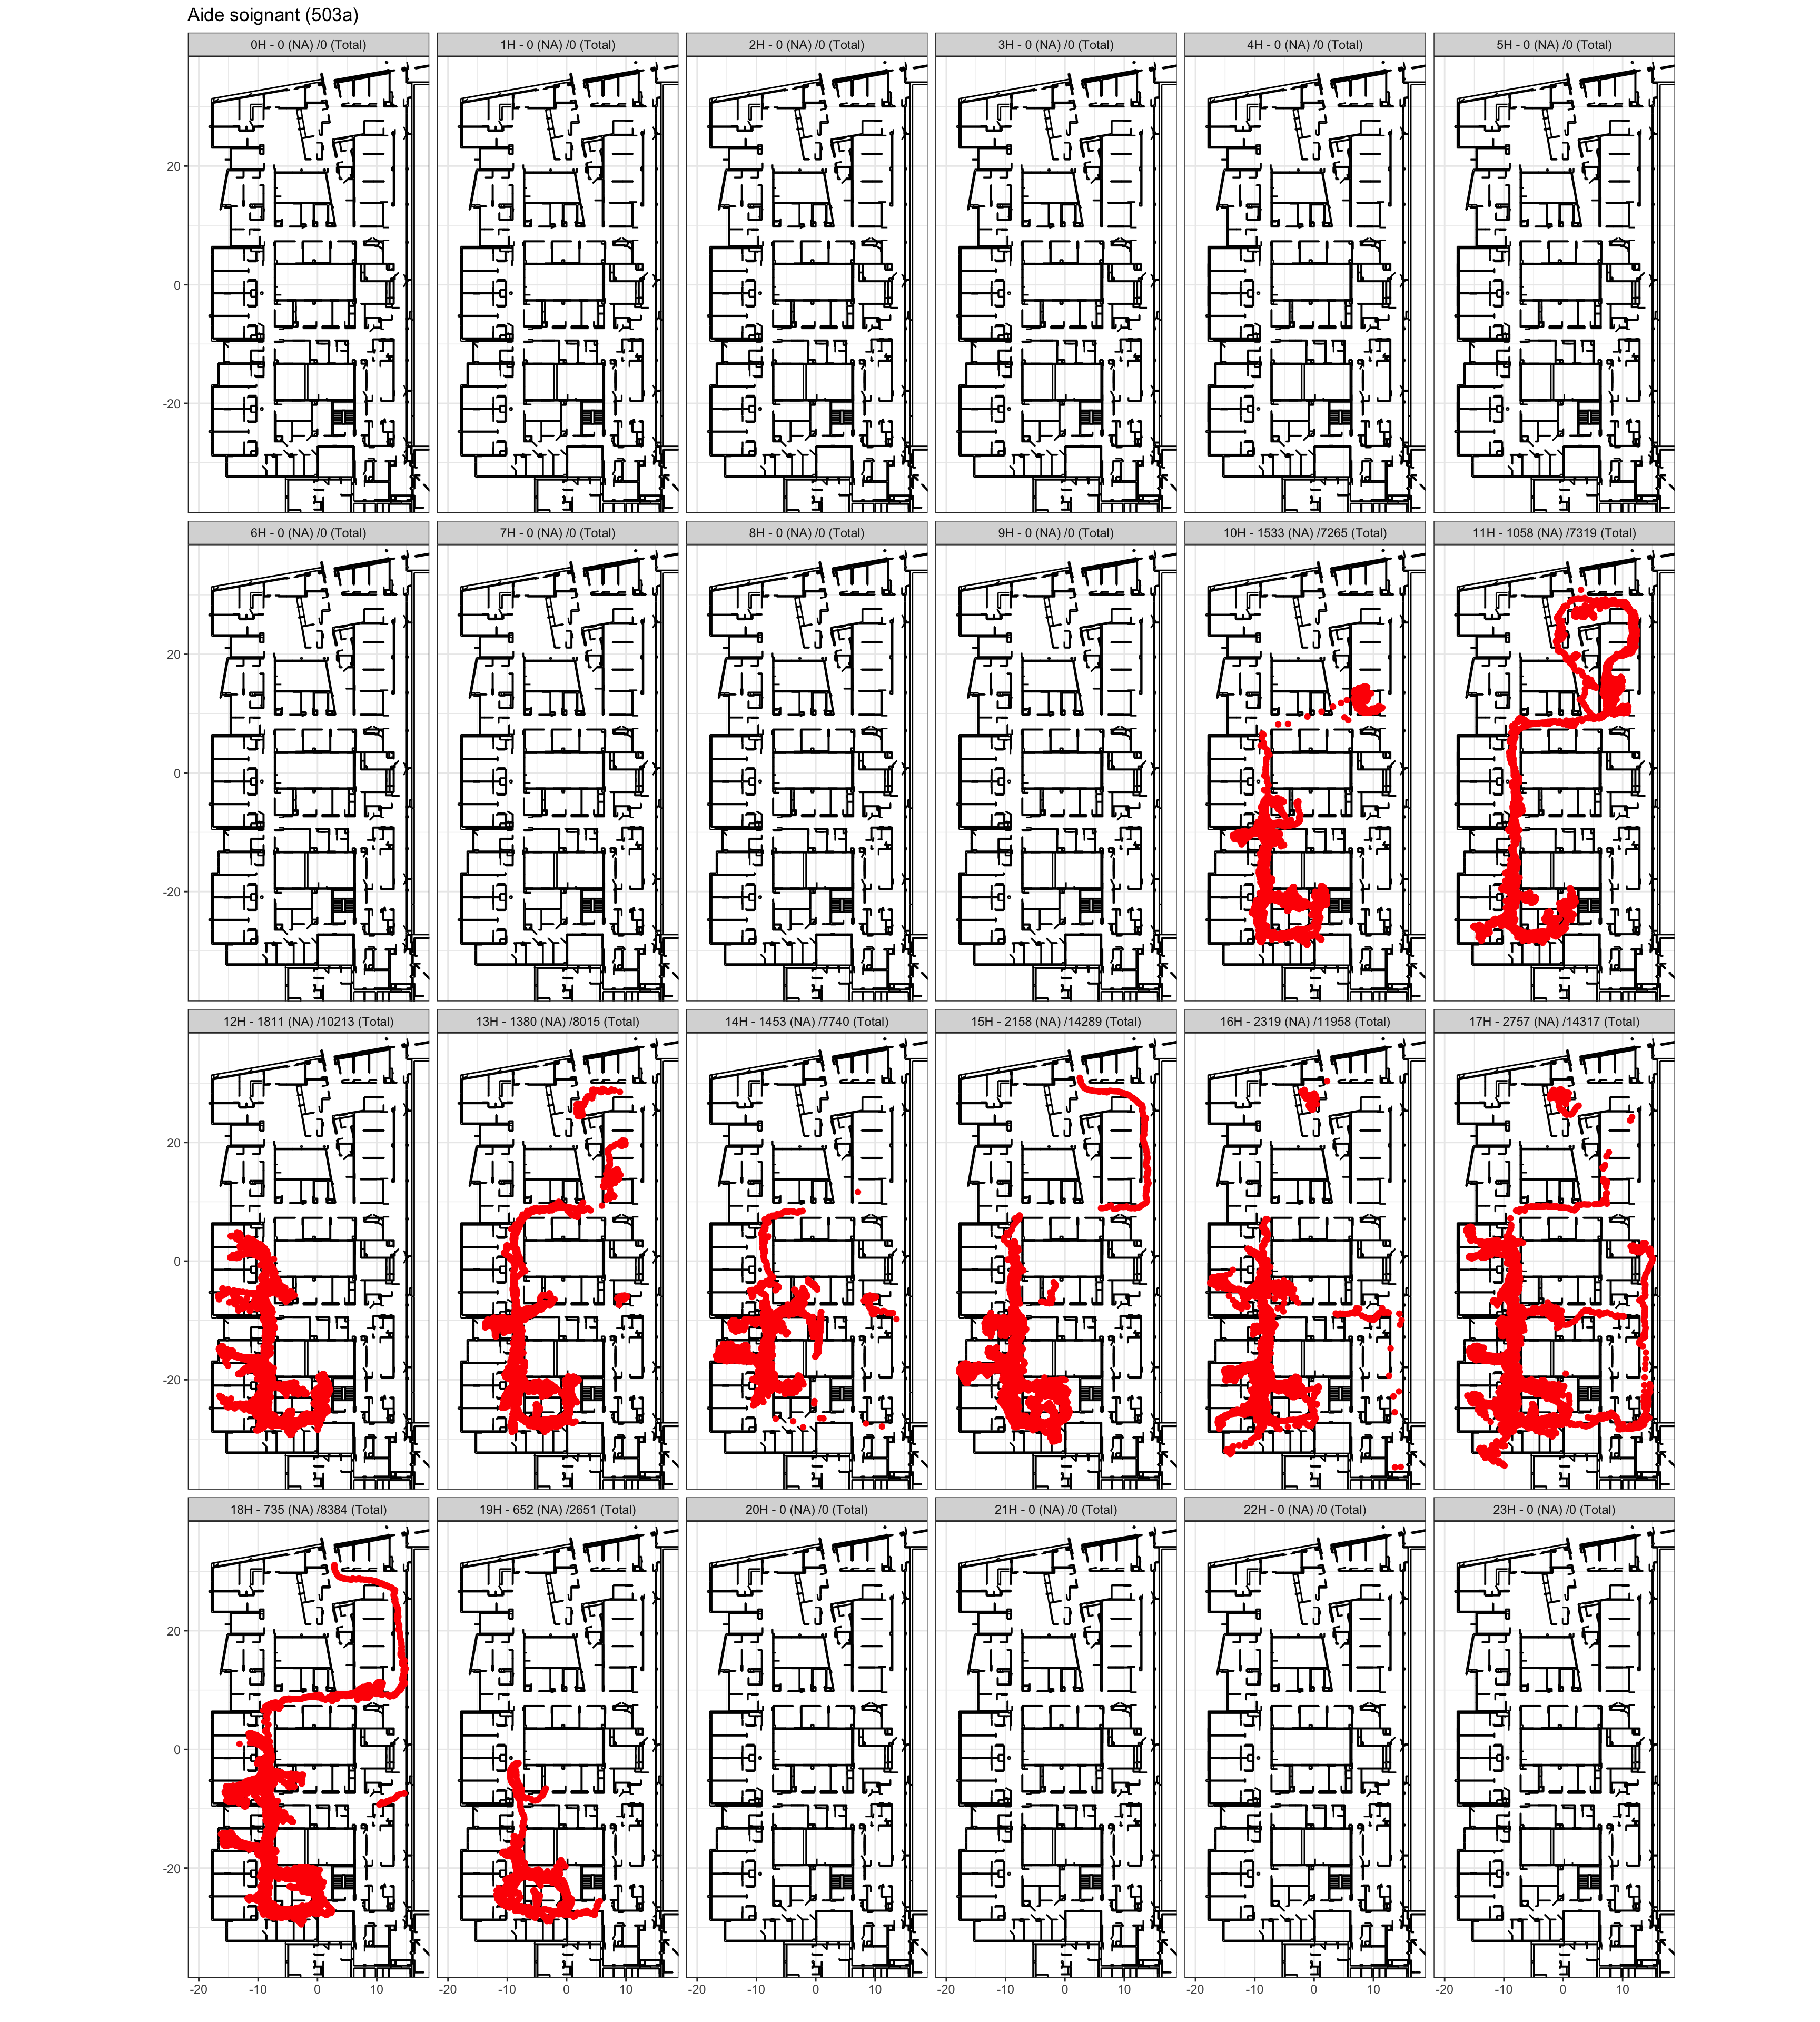 Aide soignant (503a)
0H - 0 (NA) /0 (Total) 1H - 0 (NA) /0 (Total) 2H - 0 (NA) /0 (Total) 3H - 0 (NA) /0 (Total) 4H - 0 (NA) /0 (Total) 5H - 0 (NA) /0 (Total)
20
0
-20
6H - 0 (NA) /0 (Total) 7H - 0 (NA) /0 (Total) 8H - 0 (NA) /0 (Total) 9H - 0 (NA) /0 (Total) 10H - 1533 (NA) /7265 (Total) 11H - 1058 (NA) /7319 (Total)
20
0
-20
12H - 1811 (NA) /10213 (Total) 13H - 1380 (NA) /8015 (Total) 14H - 1453 (NA) /7740 (Total) 15H - 2158 (NA) /14289 (Total) 16H - 2319 (NA) /11958 (Total) 17H - 2757 (NA) /14317 (Total)
20
0
-20
18H - 735 (NA) /8384 (Total) 19H - 652 (NA) /2651 (Total) 20H - 0 (NA) /0 (Total) 21H - 0 (NA) /0 (Total) 22H - 0 (NA) /0 (Total) 23H - 0 (NA) /0 (Total)
20
0
-20
-20 -10 0 10 -20 -10 0 10 -20 -10 0 10 -20 -10 0 10 -20 -10 0 10 -20 -10 0 10